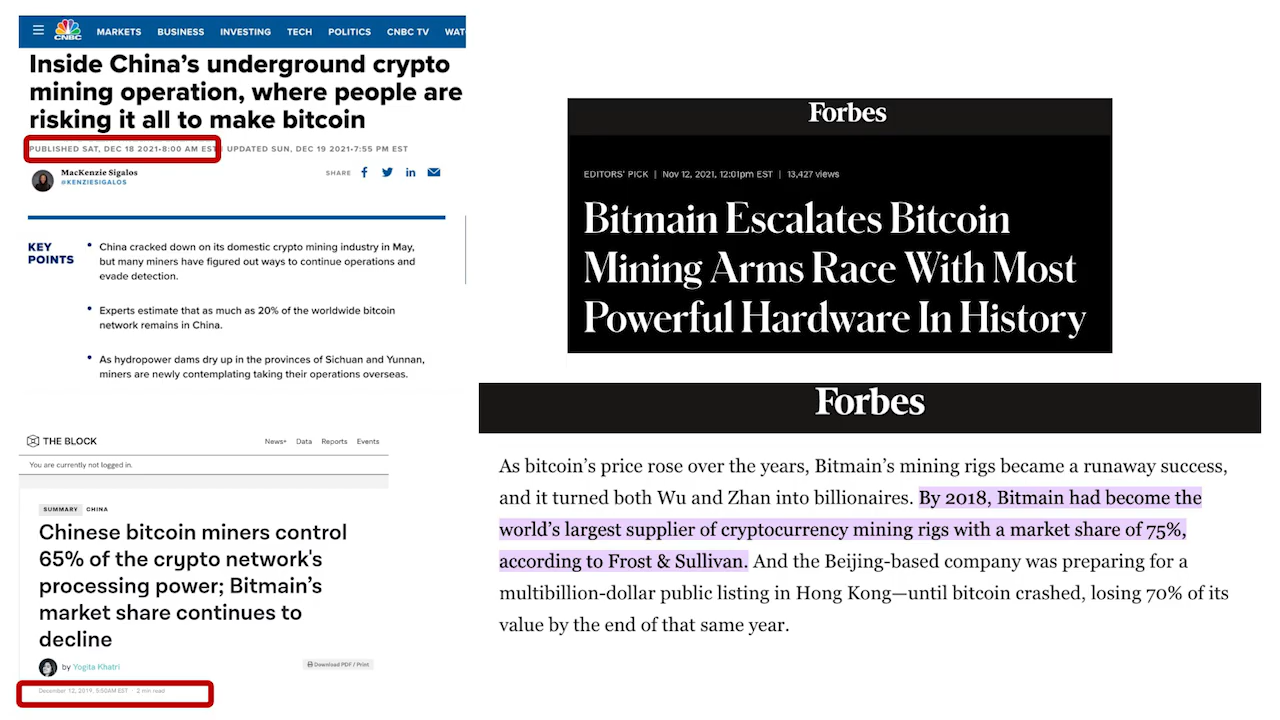 CNBC
MARKETS BUSINESS INVESTING TECH POLITICS CNBC TV WAT
Inside China's underground crypto
mining operation, where people are
risking it all to make bitcoin
PUBLISHED SAT, DEC 18 2021•8:00 AM EST UPDATED SUN, DEC 19 2021•7:55 PM EST
MacKenzie Sigalos
@KENZIESIGALOS
SHARE
KEY
POINTS
• China cracked down on its domestic crypto mining industry in May,
but many miners have figured out ways to continue operations and
evade detection.
• Experts estimate that as much as 20% of the worldwide bitcoin
network remains in China.
• As hydropower dams dry up in the provinces of Sichuan and Yunnan,
miners are newly contemplating taking their operations overseas.
THE BLOCK
News+ Data Reports Events
You are currently not logged in.
SUMMARY CHINA
Chinese bitcoin miners control
65% of the crypto network's
processing power; Bitmain's
market share continues to
decline
by Yogita Khatri
Download PDF / Print
December 12, 2019, 5:50AM EST · 2 min read
Forbes
EDITORS' PICK | Nov 12, 2021, 12:01pm EST | 13,427 views
Bitmain Escalates Bitcoin
Mining Arms Race With Most
Powerful Hardware In History
Forbes
As bitcoin's price rose over the years, Bitmain's mining rigs became a runaway success,
and it turned both Wu and Zhan into billionaires. By 2018, Bitmain had become the
world's largest supplier of cryptocurrency mining rigs with a market share of 75%,
according to Frost & Sullivan. And the Beijing-based company was preparing for a
multibillion-dollar public listing in Hong Kong—until bitcoin crashed, losing 70% of its
value by the end of that same year.